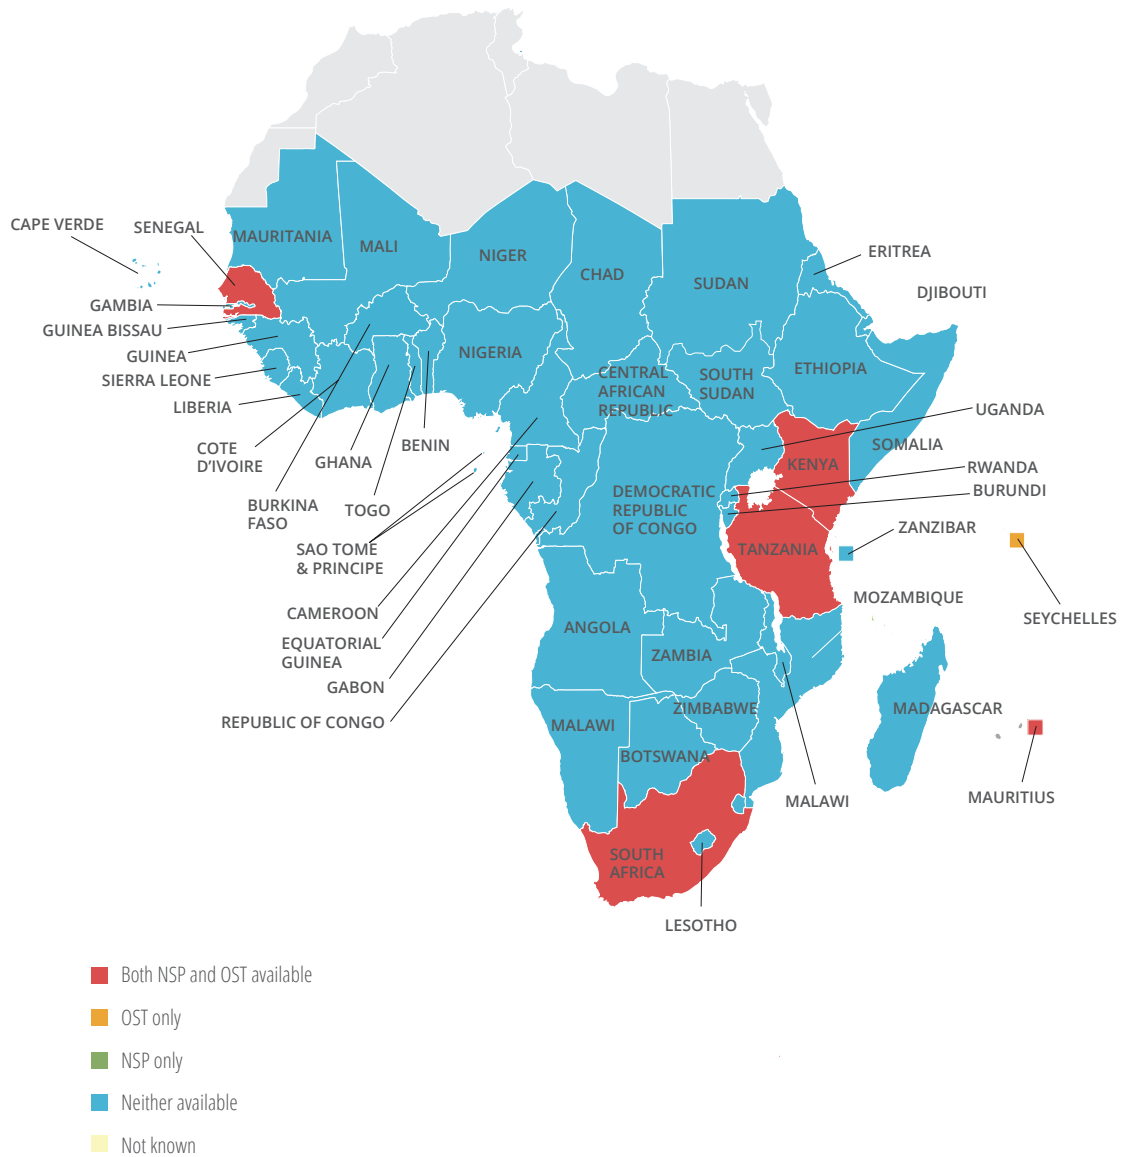 CAPE VERDE
SENEGAL
MAURITANIA
MALI
NIGER
CHAD
SUDAN
ERITREA
DJIBOUTI
GAMBIA
GUINEA BISSAU
GUINEA
SIERRA LEONE
LIBERIA
NIGERIA
CENTRAL
AFRICAN
REPUBLIC
SOUTH
SUDAN
ETHIOPIA
UGANDA
COTE
D’IVOIRE
GHANA
BENIN
KENYA
SOMALIA
RWANDA
BURUNDI
BURKINA
FASO
TOGO
DEMOCRATIC
REPUBLIC
OF CONGO
ZANZIBAR
SAO TOME
& PRINCIPE
TANZANIA
CAMEROON
MOZAMBIQUE
SEYCHELLES
EQUATORIAL
GUINEA
ANGOLA
ZAMBIA
GABON
REPUBLIC OF CONGO
MALAWI
ZIMBABWE
MADAGASCAR
BOTSWANA
MALAWI
MAURITIUS
SOUTH
AFRICA
LESOTHO
Both NSP and OST available
OST only
NSP only
Neither available
Not known